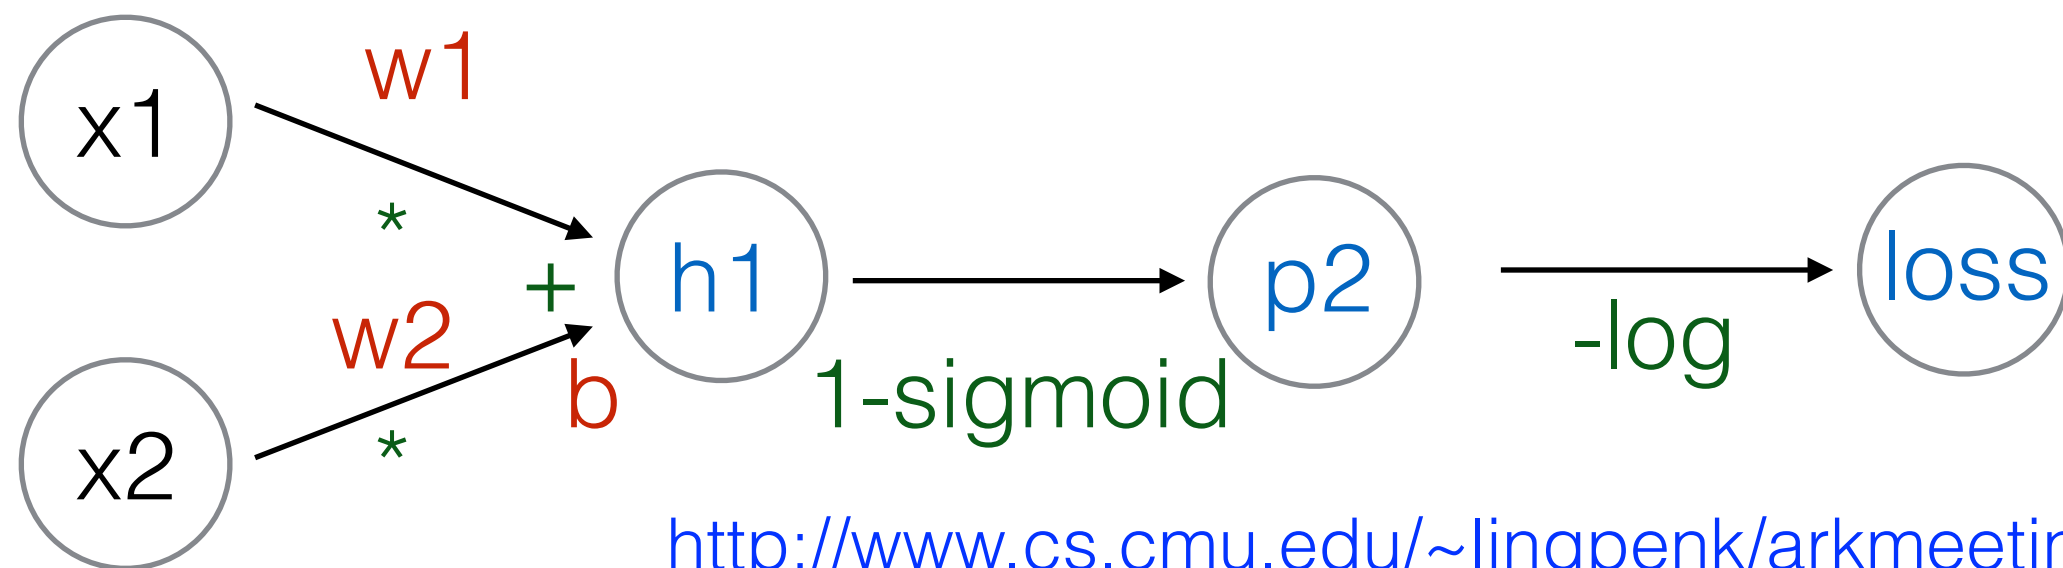 x1
w1
*
+
h1
p2
loss
w2
b
1-sigmoid
-log
x2
*
http://www.cs.cmu.edu/~lingpenk/arkmeetin